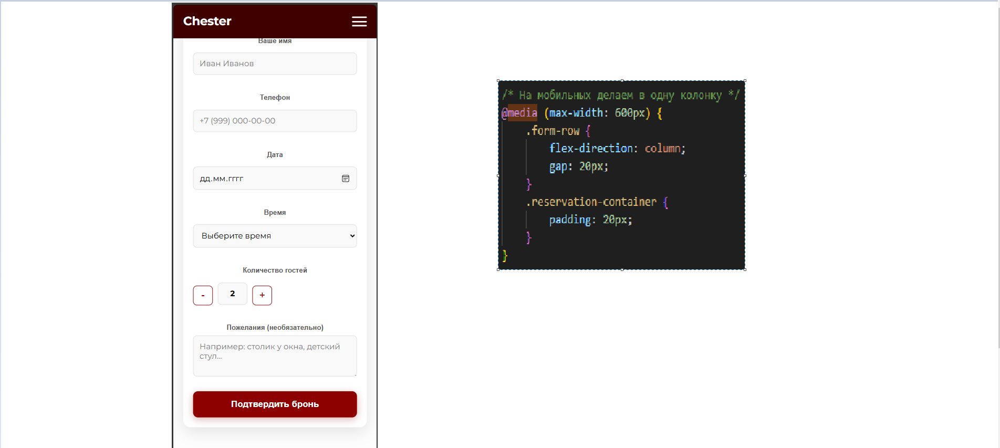 Chester
Ваше имя
Иван Иванов
Телефон
+7 (999) 000-00-00
Дата
дд.мм.гггг
Время
Выберите время
Количество гостей
- 2 +
Пожелания (необязательно)
Например: столик у окна, детский
стул...
Подтвердить бронь
/* На мобильных делаем в одну колонку */
@media (max-width: 600px) {
.form-row {
flex-direction: column;
gap: 20px;
}
.reservation-container {
padding: 20px;
}
}